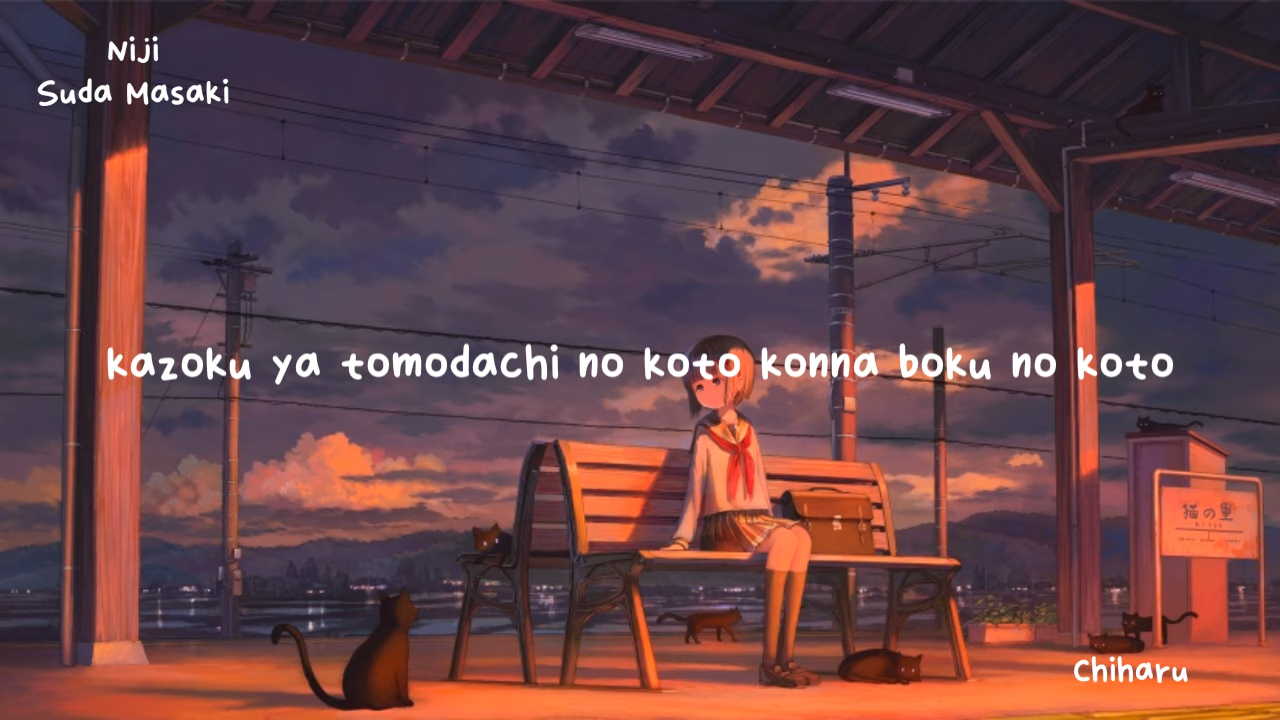 Niji
Suda Masaki
kazoku ya tomodachi no koto konna boku no koto
猫の里
Chiharu